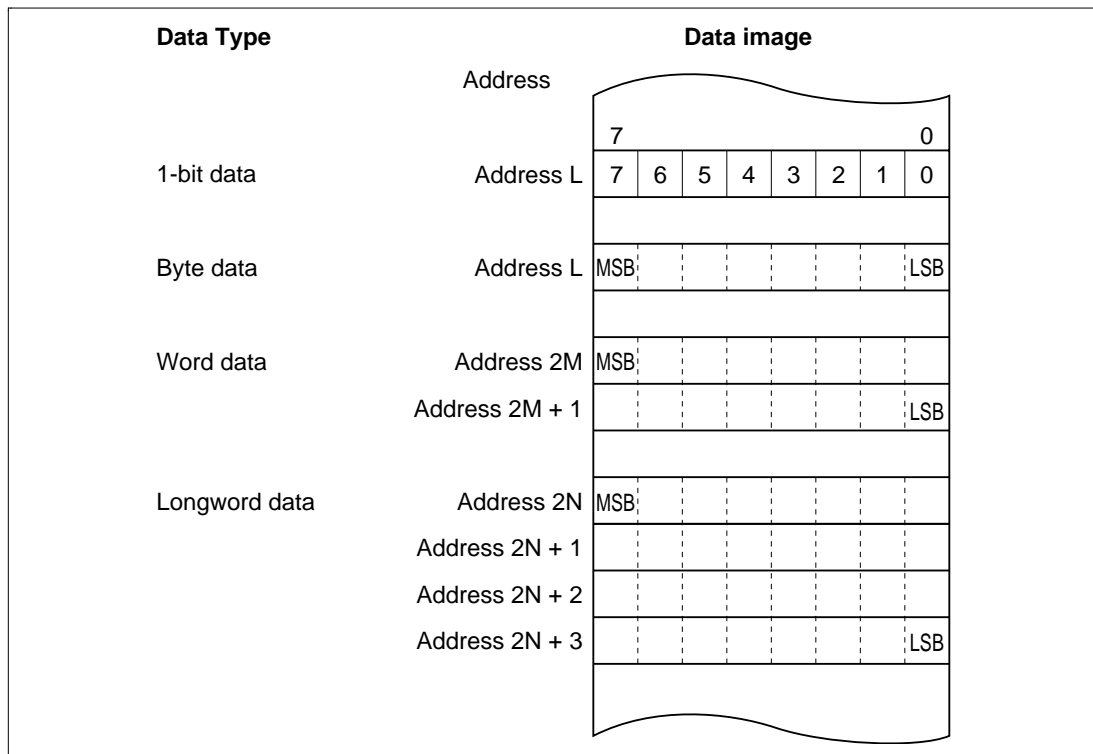 Data Type Data image
Address
7 0
1-bit data Address L 7 6 5 4 3 2 1 0
Byte data Address L MSB LSB
Word data Address 2M MSB
Address 2M + 1 LSB
Longword data Address 2N MSB
Address 2N + 1
Address 2N + 2
Address 2N + 3 LSB